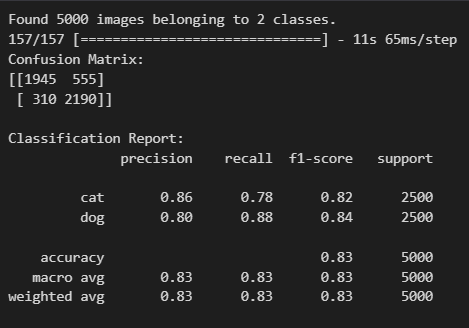 Found 5000 images belonging to 2 classes.
157/157 [==============================] - 11s 65ms/step
Confusion Matrix:
[[1945  555]
 [ 310 2190]]

Classification Report:
              precision    recall  f1-score   support

         cat       0.86      0.78      0.82      2500
         dog       0.80      0.88      0.84      2500

    accuracy                           0.83      5000
   macro avg       0.83      0.83      0.83      5000
weighted avg       0.83      0.83      0.83      5000